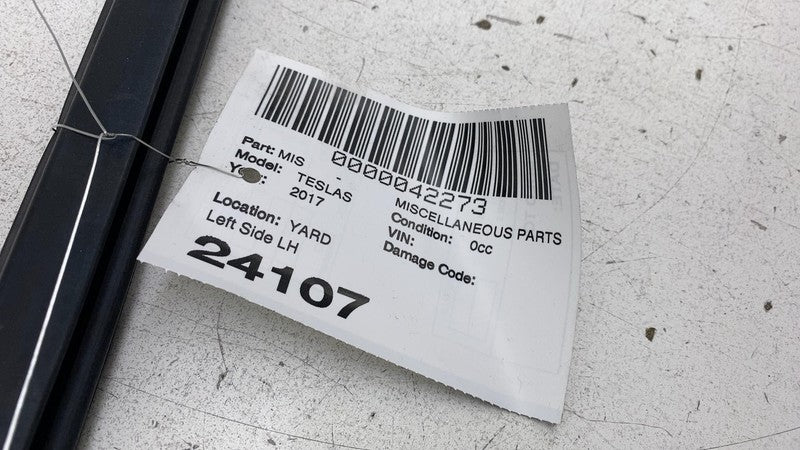 0000042273
Part: MIS - MISCELLANEOUS PARTS
Model: TESLAS Condition: 0cc
Year: 2017 VIN:
Damage Code:
Location: YARD
Left Side LH
24107